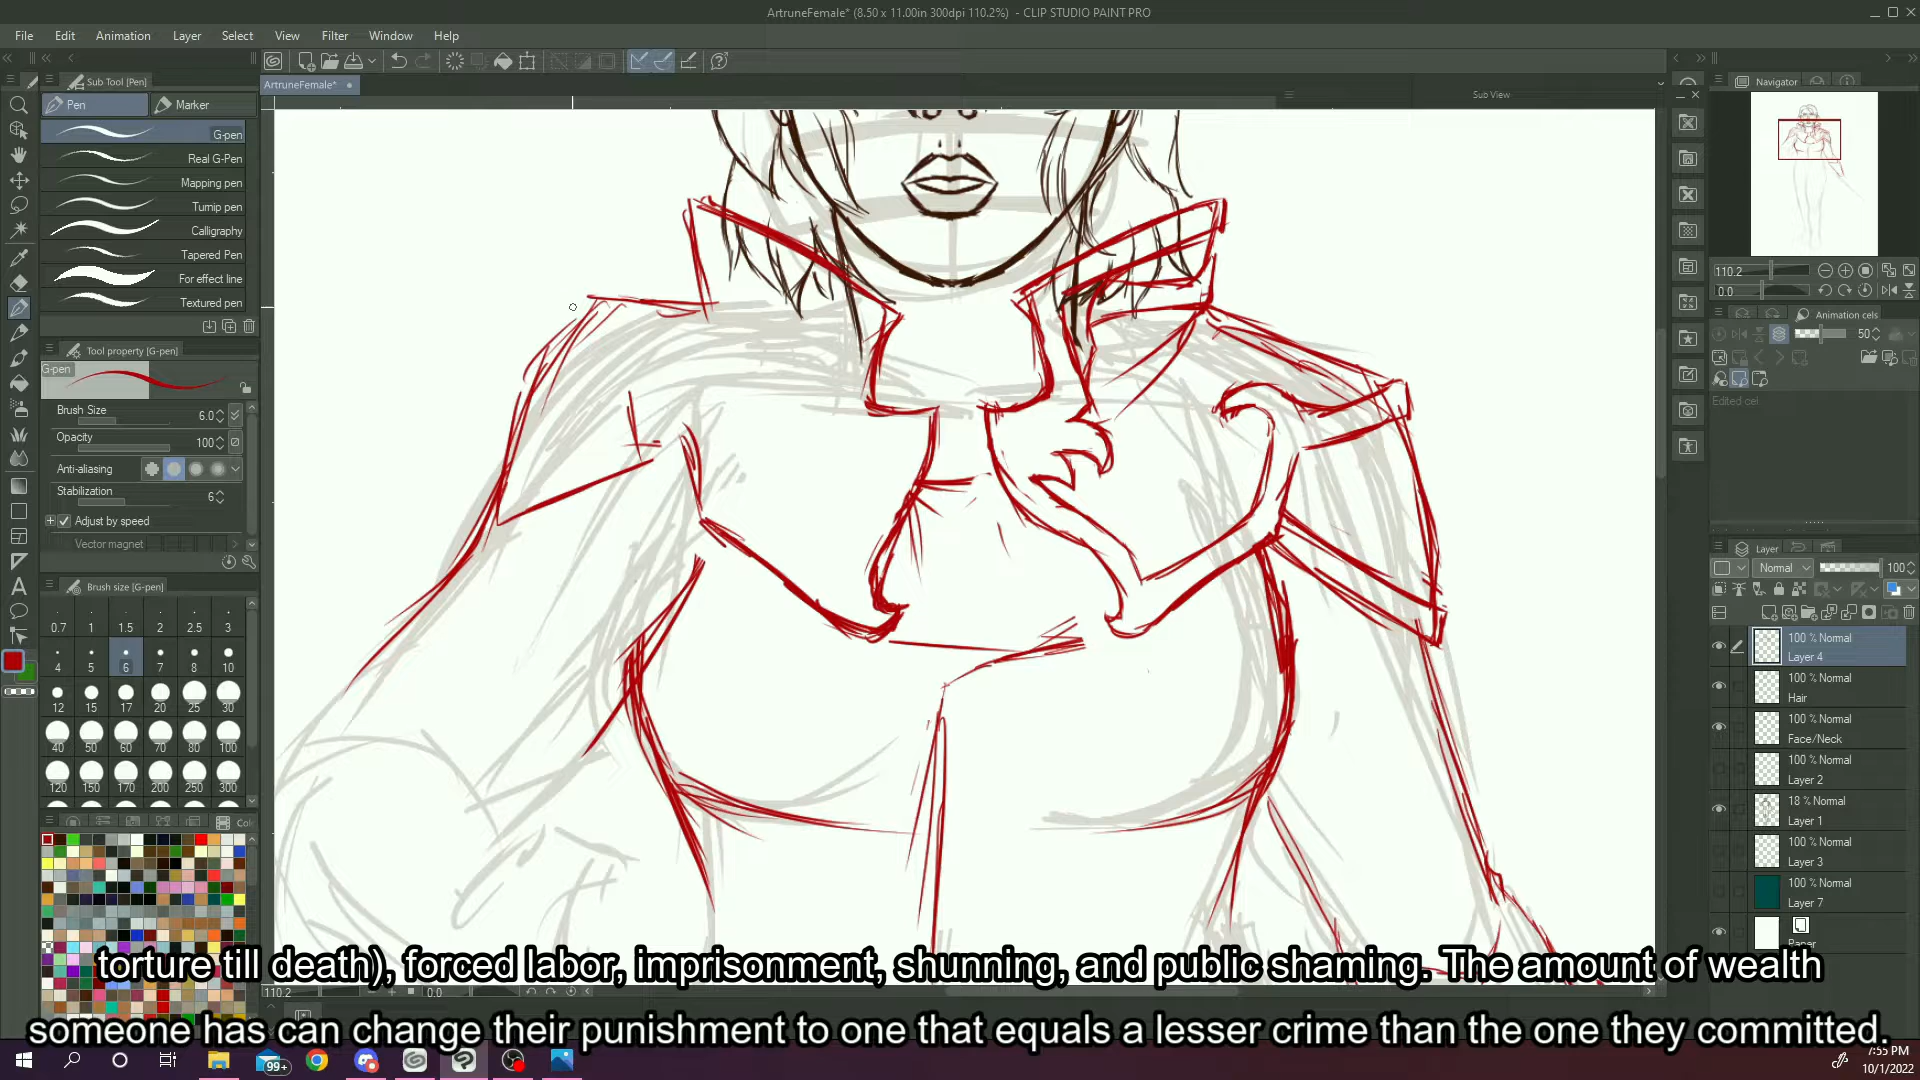 ArtruneFemale* (8.50 x 11.00in 300dpi 110.2%) - CLIP STUDIO PAINT PRO
File Edit Animation Layer Select View Filter Window Help
Sub Tool [Pen]
ArtruneFemale*
Sub View
Navigator
Pen Marker
G-pen
Real G-Pen
Mapping pen
Turnip pen
Calligraphy
Tapered Pen
For effect line
Textured pen
110.2
0.0
Animation cels
50
Edited cel
Tool property [G-pen]
G-pen
Brush Size 6.0
Opacity 100
Anti-aliasing
Stabilization 6
Adjust by speed
Vector magnet
Brush size [G-pen]
0.7 1 1.5 2 2.5 3
4 5 6 7 8 10
12 15 17 20 25 30
40 50 60 70 80 100
120 150 170 200 250 300
Layer
Normal 100
100 % Normal
Layer 4
100 % Normal
Hair
100 % Normal
Face/Neck
100 % Normal
Layer 2
18 % Normal
Layer 1
100 % Normal
Layer 3
100 % Normal
Layer 7
Paper
torture till death), forced labor, imprisonment, shunning, and public shaming. The amount of wealth
someone has can change their punishment to one that equals a lesser crime than the one they committed.
110.2 0.0
99+
7:55 PM
10/1/2022